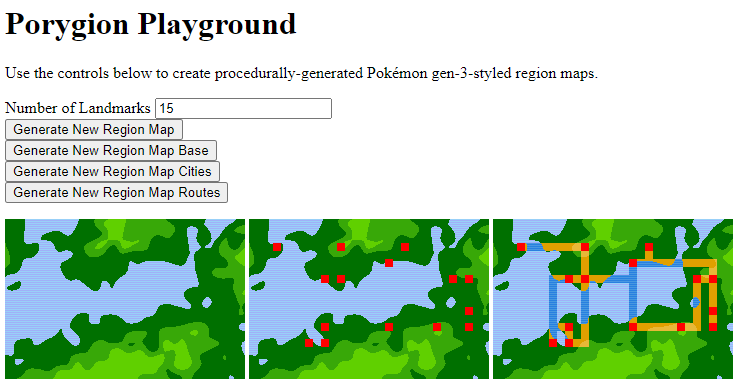 Porygion Playground
Use the controls below to create procedurally-generated Pokémon gen-3-styled region maps.
Number of Landmarks 15
Generate New Region Map
Generate New Region Map Base
Generate New Region Map Cities
Generate New Region Map Routes